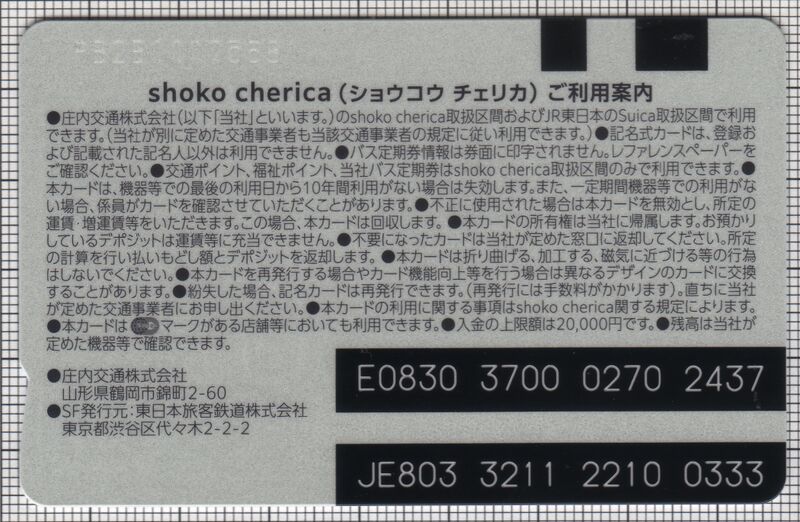 shoko cherica (ショウコウ チェリカ) ご利用案内
●庄内交通株式会社(以下「当社」といいます。)のshoko cherica取扱区間およびJR東日本のSuica取扱区間で利用
できます。(当社が別に定めた交通事業者も当該交通事業者の規定に従い利用できます。)●記名式カードは、登録
および記載された記名人以外は利用できません。●バス定期券情報は券面に印字されません。レファレンスペーパーを
ご確認ください。●交通ポイント、福祉ポイント、当社バス定期券はshoko cherica取扱区間のみで利用できます。●
本カードは、機器等での最後の利用日から10年間利用がない場合は失効します。また、一定期間機器等での利用がな
い場合、係員がカードを確認させていただくことがあります。●不正に使用された場合は本カードを無効とし、所定の
運賃・増運賃等をいただきます。この場合、本カードは回収します。●本カードの所有権は当社に帰属します。お預かり
しているデポジットは運賃等に充当できません。●不要になったカードは当社が定めた窓口に返却してください。所定
の計算を行い払いもどし額とデポジットを返却します。●本カードは折り曲げる、加工する、磁気に近づける等の行為
はしないでください。●本カードを再発行する場合やカード機能向上等を行う場合は異なるデザインのカードに交換
することがあります。●紛失した場合、記名カードは再発行できます。(再発行には手数料がかかります)。直ちに当社
が定めた交通事業者にお申し出ください。●本カードの利用に関する事項はshoko cherica関する規定によります。
●本カードは マークがある店舗等においても利用できます。●入金の上限額は20,000円です。●残高は当社が
定めた機器等で確認できます。
●庄内交通株式会社
山形県鶴岡市錦町2-60
●SF発行元:東日本旅客鉄道株式会社
東京都渋谷区代々木2-2-2
E0830 3700 0270 2437
JE803 3211 2210 0333